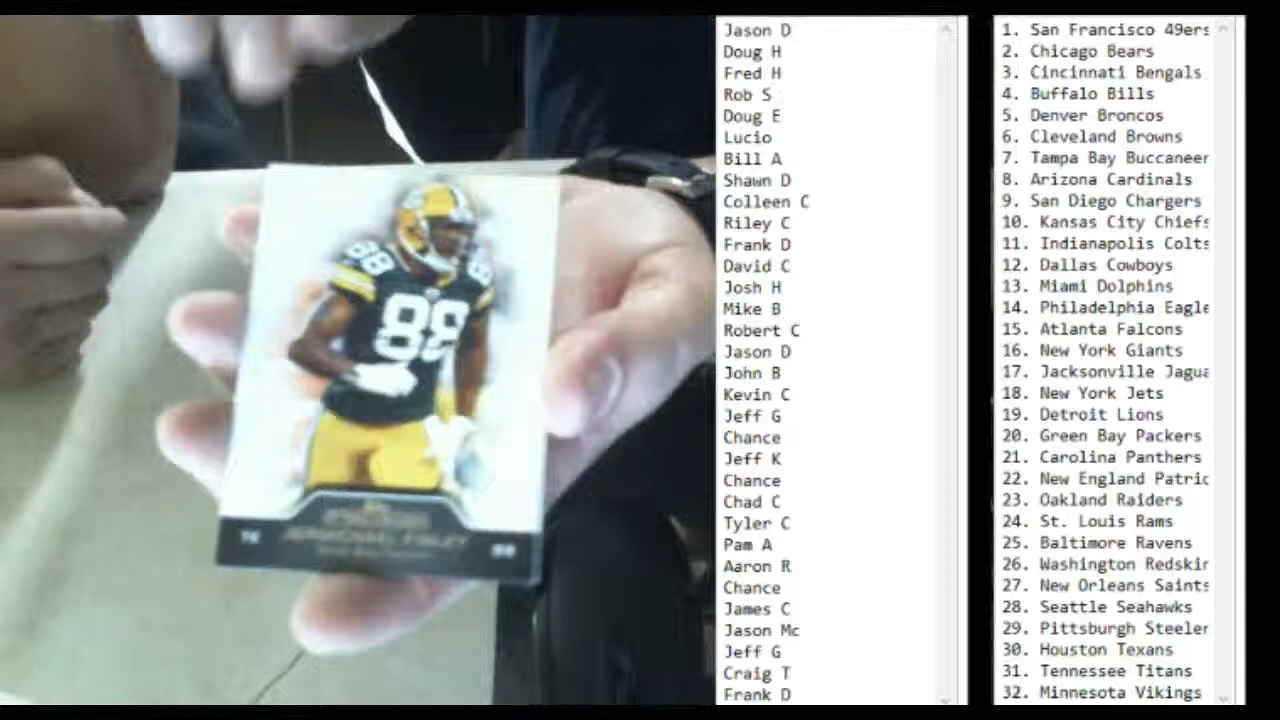 88
88
TE
JERMICHAEL FINLEY
88
Jason D
Doug H
Fred H
Rob S
Doug E
Lucio
Bill A
Shawn D
Colleen C
Riley C
Frank D
David C
Josh H
Mike B
Robert C
Jason D
John B
Kevin C
Jeff G
Chance
Jeff K
Chance
Chad C
Tyler C
Pam A
Aaron R
Chance
James C
Jason Mc
Jeff G
Craig T
Frank D
1. San Francisco 49ers
2. Chicago Bears
3. Cincinnati Bengals
4. Buffalo Bills
5. Denver Broncos
6. Cleveland Browns
7. Tampa Bay Buccaneer
8. Arizona Cardinals
9. San Diego Chargers
10. Kansas City Chiefs
11. Indianapolis Colts
12. Dallas Cowboys
13. Miami Dolphins
14. Philadelphia Eagle
15. Atlanta Falcons
16. New York Giants
17. Jacksonville Jagua
18. New York Jets
19. Detroit Lions
20. Green Bay Packers
21. Carolina Panthers
22. New England Patric
23. Oakland Raiders
24. St. Louis Rams
25. Baltimore Ravens
26. Washington Redskin
27. New Orleans Saints
28. Seattle Seahawks
29. Pittsburgh Steeler
30. Houston Texans
31. Tennessee Titans
32. Minnesota Vikings